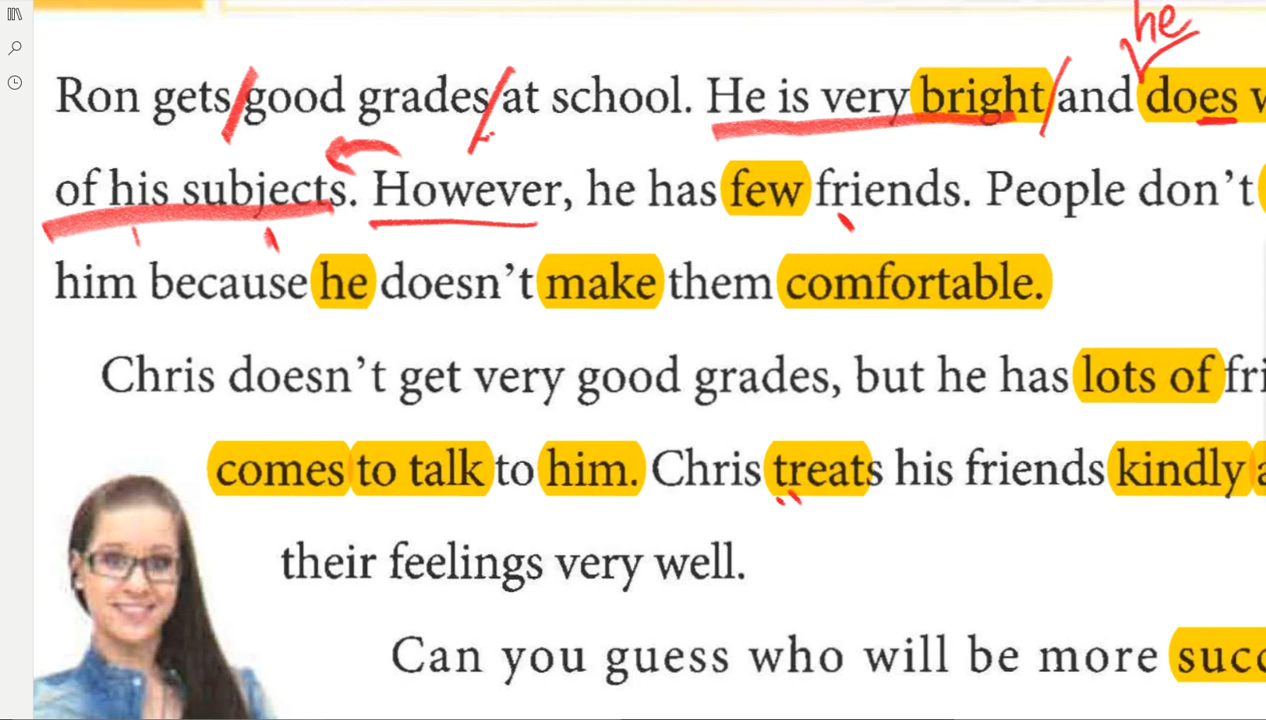 he
Ron gets good grades at school. He is very bright and does
of his subjects. However, he has few friends. People don't
him because he doesn't make them comfortable.
Chris doesn't get very good grades, but he has lots of
comes to talk to him. Chris treats his friends kindly
their feelings very well.
Can you guess who will be more